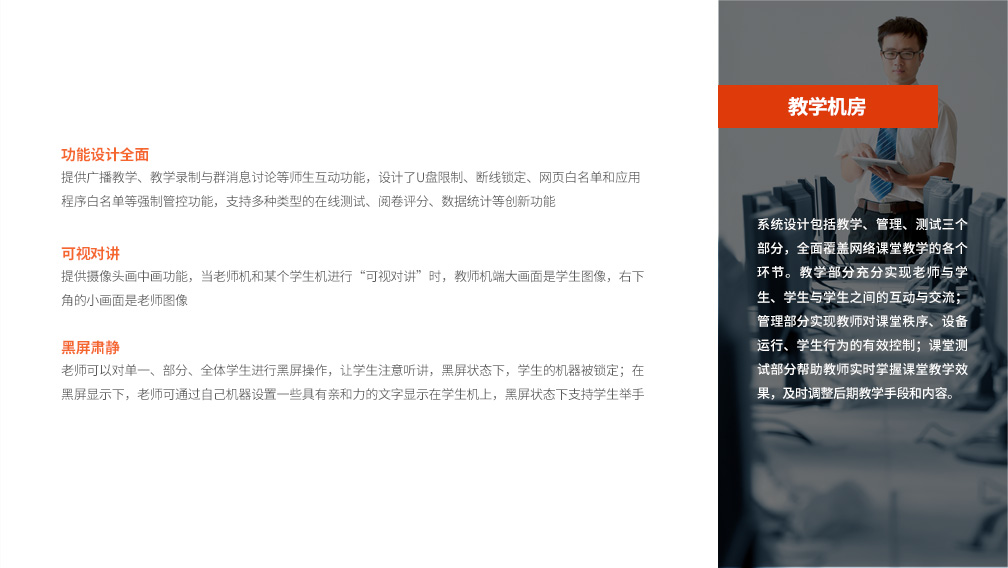 功能设计全面
提供广播教学、教学录制与群消息讨论等师生互动功能，设计了U盘限制、断线锁定、网页白名单和应用
程序白名单等强制管控功能，支持多种类型的在线测试、阅卷评分、数据统计等创新功能
可视对讲
提供摄像头画中画功能，当老师机和某个学生机进行“可视对讲”时，教师机端大画面是学生图像，右下
角的小画面是老师图像
黑屏肃静
老师可以对单一、部分、全体学生进行黑屏操作，让学生注意听讲，黑屏状态下，学生的机器被锁定；在
黑屏显示下，老师可通过自己机器设置一些具有亲和力的文字显示在学生机上，黑屏状态下支持学生举手
教学机房
系统设计包括教学、管理、测试三个
部分，全面覆盖网络课堂教学的各个
环节。教学部分充分实现老师与学
生、学生与学生之间的互动与交流；
管理部分实现教师对课堂秩序、设备
运行、学生行为的有效控制；课堂测
试部分帮助教师实时掌握课堂教学效
果，及时调整后期教学手段和内容。